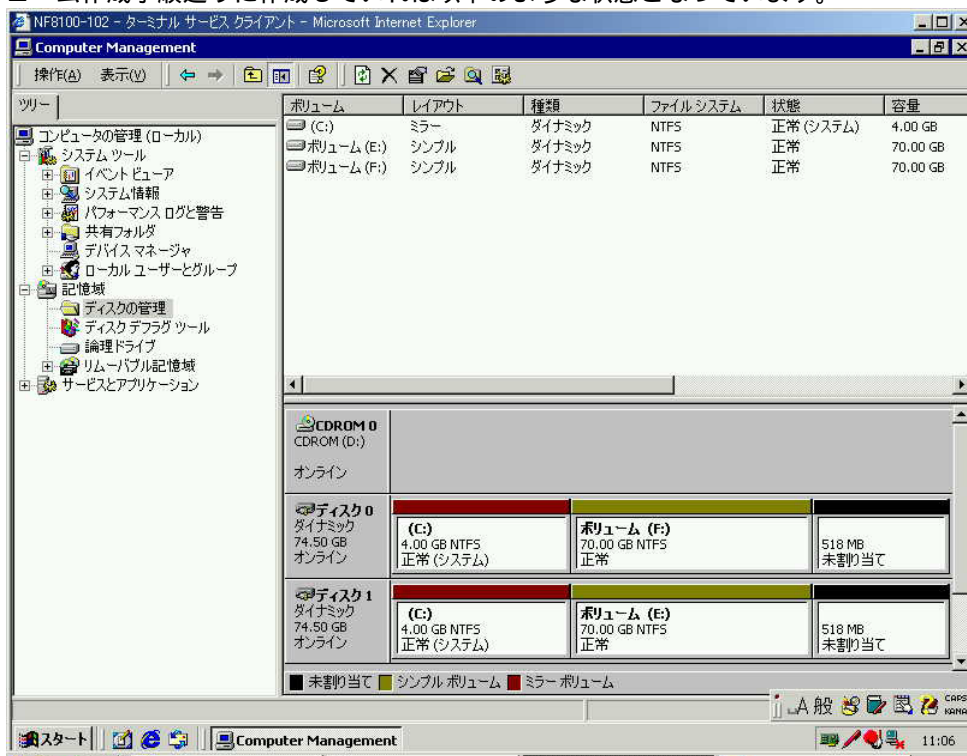 NF8100-102 - ターミナル サービス クライアント - Microsoft Internet Explorer
Computer Management
操作(A) 表示(V)
ツリー
コンピュータの管理 (ローカル)
システム ツール
イベント ビューア
システム情報
パフォーマンス ログと警告
共有フォルダ
デバイス マネージャ
ローカル ユーザーとグループ
記憶域
ディスクの管理
ディスク デフラグ ツール
論理ドライブ
リムーバブル記憶域
サービスとアプリケーション
ボリューム レイアウト 種類 ファイル システム 状態 容量
(C:) ミラー ダイナミック NTFS 正常 (システム) 4.00 GB
ボリューム (E:) シンプル ダイナミック NTFS 正常 70.00 GB
ボリューム (F:) シンプル ダイナミック NTFS 正常 70.00 GB
CDROM 0
CDROM (D:)
オンライン
ディスク 0
ダイナミック
74.50 GB
オンライン
(C:)
4.00 GB NTFS
正常 (システム)
ボリューム (F:)
70.00 GB NTFS
正常
518 MB
未割り当て
ディスク 1
ダイナミック
74.50 GB
オンライン
(C:)
4.00 GB NTFS
正常 (システム)
ボリューム (E:)
70.00 GB NTFS
正常
518 MB
未割り当て
未割り当て シンプル ボリューム ミラー ボリューム
A 般 CAPS
KANA
スタート Computer Management 11:06